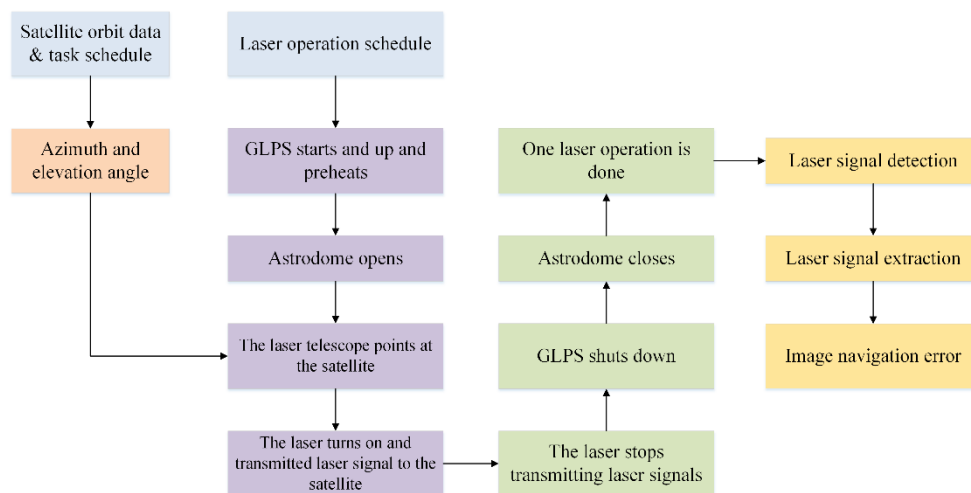 Satellite orbit data
& task schedule
Azimuth and
elevation angle
Laser operation schedule
GLPS starts and up and
preheats
Astrodome opens
The laser telescope points at
the satellite
The laser turns on and
transmitted laser signal to the
satellite
One laser operation is
done
Astrodome closes
GLPS shuts down
The laser stops
transmitting laser signals
Laser signal detection
Laser signal extraction
Image navigation error